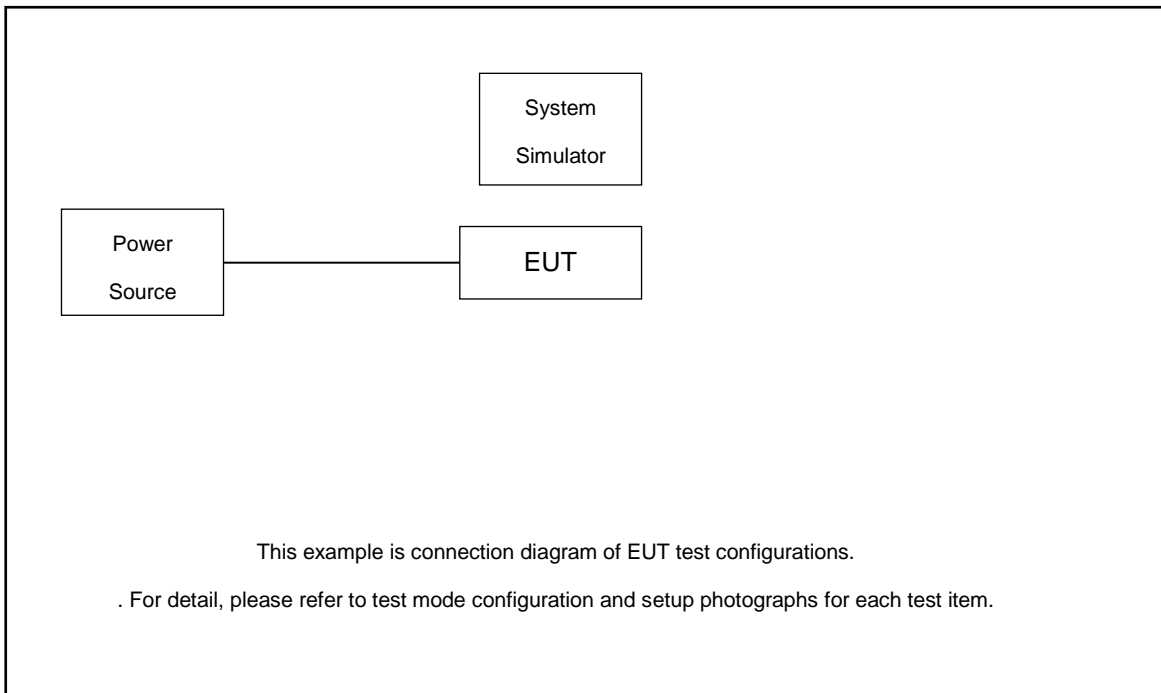 System
Simulator
Power
Source
EUT
This example is connection diagram of EUT test configurations.
. For detail, please refer to test mode configuration and setup photographs for each test item.